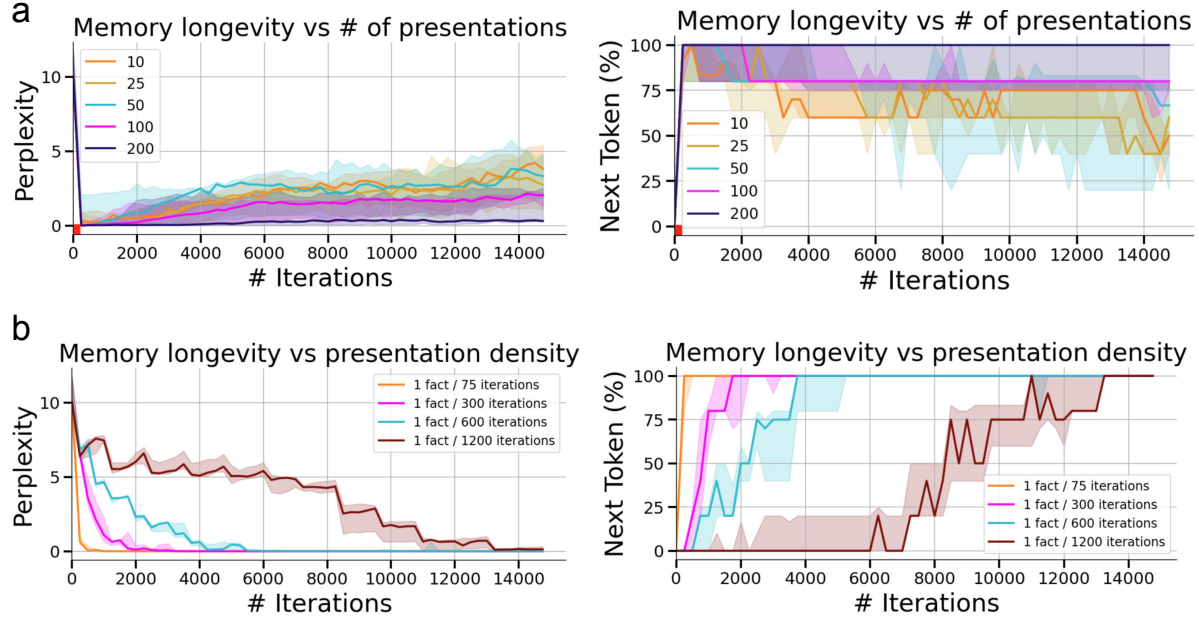 a
Memory longevity vs # of presentations
Perplexity
10
5
0
10
25
50
100
200
0
2000
4000
6000
8000
10000
12000
14000
# Iterations
Memory longevity vs # of presentations
Next Token (%)
100
75
50
25
0
10
25
50
100
200
0
2000
4000
6000
8000
10000
12000
14000
# Iterations
b
Memory longevity vs presentation density
Perplexity
10
5
0
1 fact / 75 iterations
1 fact / 300 iterations
1 fact / 600 iterations
1 fact / 1200 iterations
0
2000
4000
6000
8000
10000
12000
14000
# Iterations
Memory longevity vs presentation density
Next Token (%)
100
75
50
25
0
1 fact / 75 iterations
1 fact / 300 iterations
1 fact / 600 iterations
1 fact / 1200 iterations
0
2000
4000
6000
8000
10000
12000
14000
# Iterations